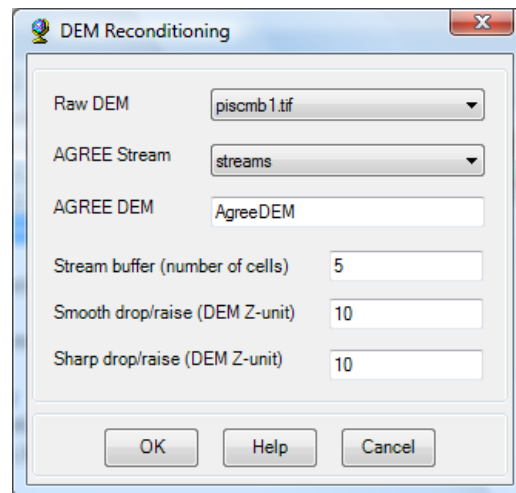 DEM Reconditioning
Raw DEM piscmb1.tif
AGREE Stream streams
AGREE DEM AgreeDEM
Stream buffer (number of cells) 5
Smooth drop/raise (DEM Z-unit) 10
Sharp drop/raise (DEM Z-unit) 10
OK Help Cancel